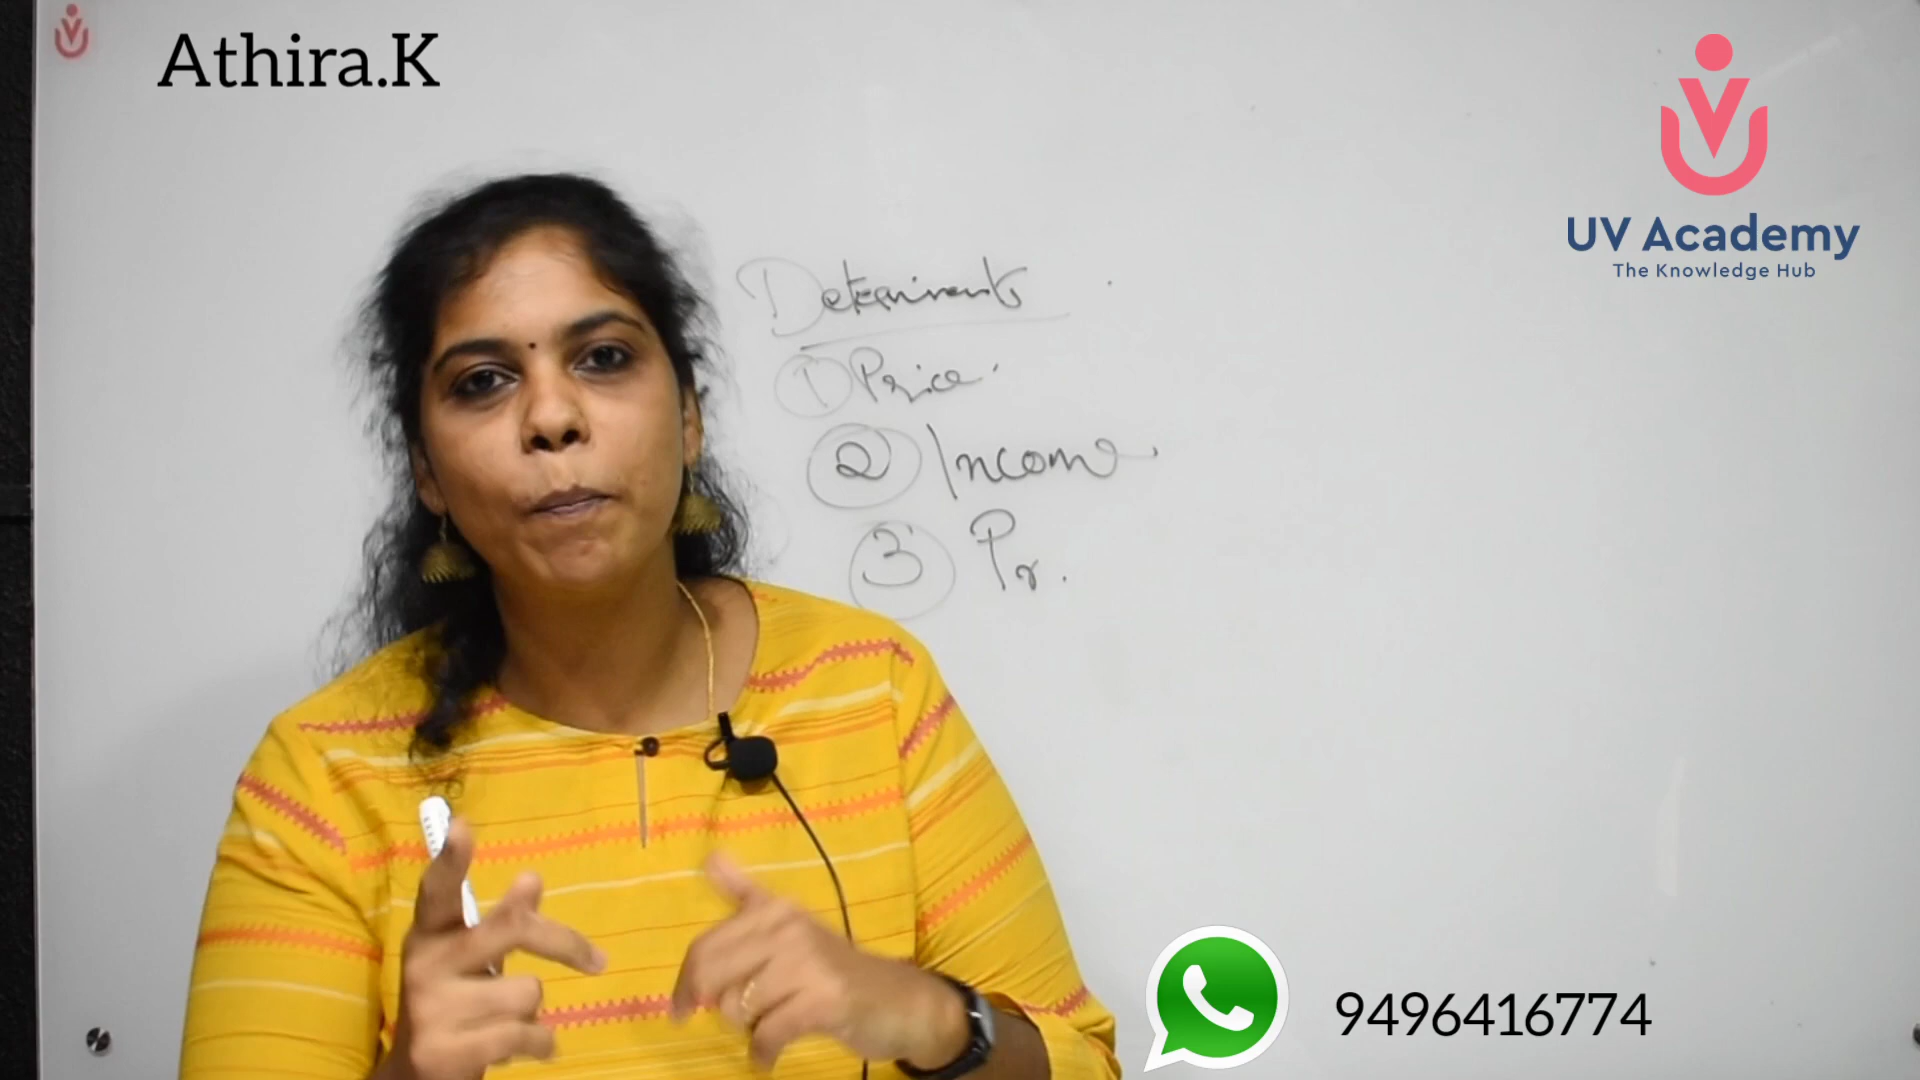 Athira.K
UV Academy
The Knowledge Hub
Determinants
① Price.
② Income.
③ Pr.
9496416774